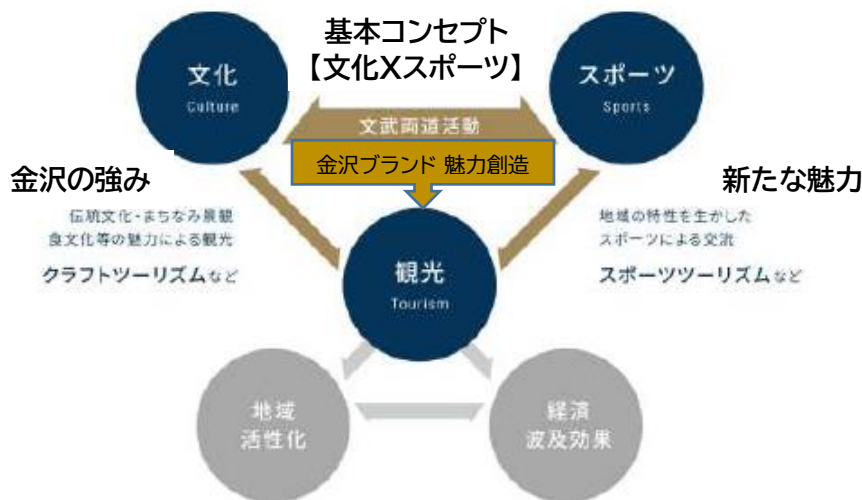 基本コンセプト
【文化Xスポーツ】
文化
Culture
スポーツ
Sports
文武両道活動
金沢ブランド 魅力創造
金沢の強み
伝統文化・まちなみ景観
食文化等の魅力による観光
クラフトツーリズムなど
新たな魅力
地域の特性を生かした
スポーツによる交流
スポーツツーリズムなど
観光
Tourism
地域
活性化
経済
波及効果